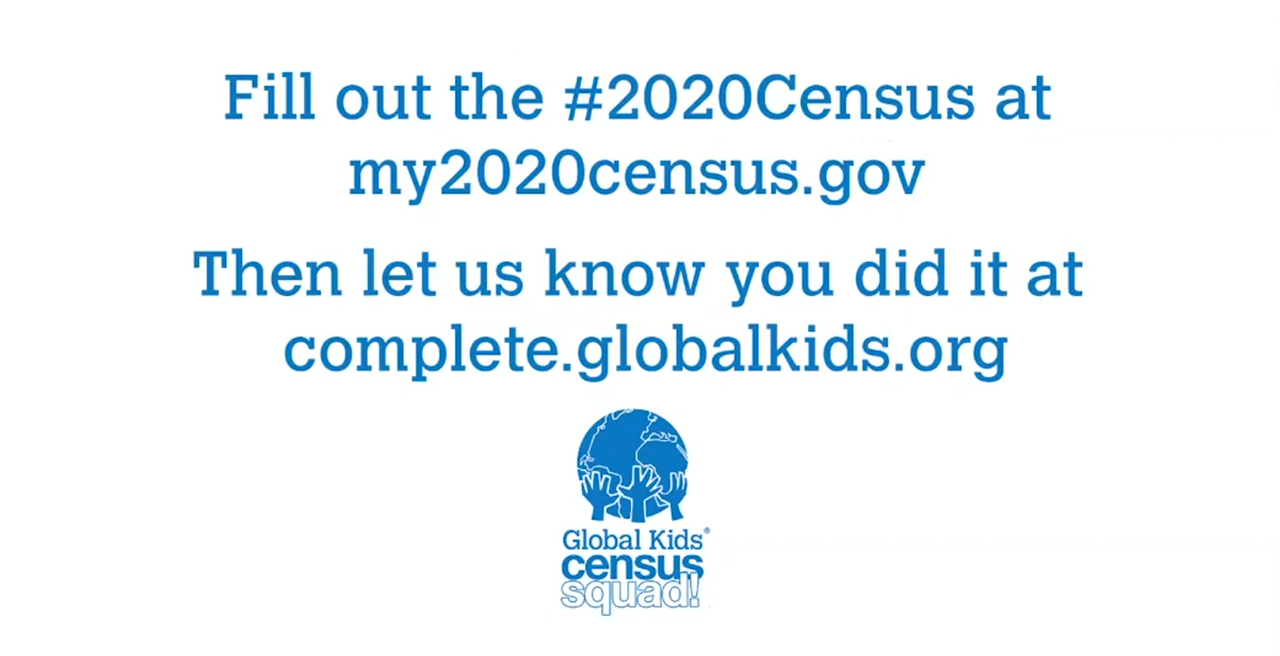 Fill out the #2020Census at
my2020census.gov
Then let us know you did it at
complete.globalkids.org
Global Kids®
census
squad!